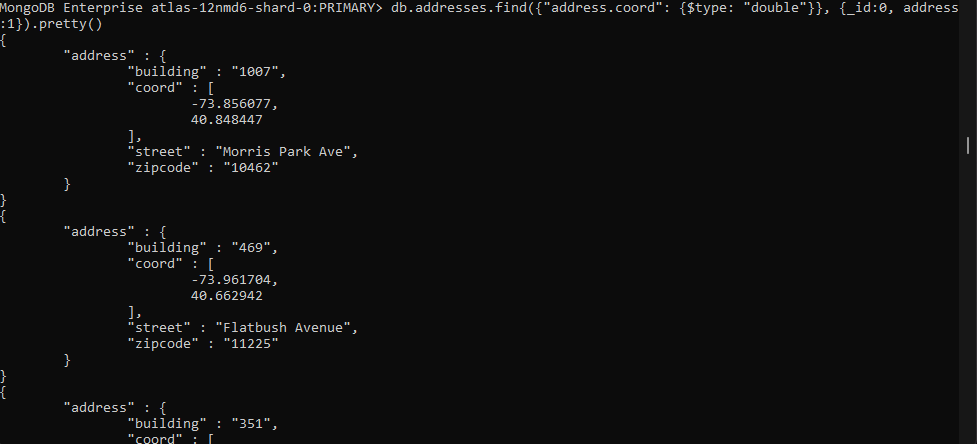 MongoDB Enterprise atlas-12nmd6-shard-0:PRIMARY> db.addresses.find({"address.coord": {$type: "double"}}, {_id:0, address
:1}).pretty()
{
        "address" : {
                "building" : "1007",
                "coord" : [
                        -73.856077,
                        40.848447
                ],
                "street" : "Morris Park Ave",
                "zipcode" : "10462"
        }
}
{
        "address" : {
                "building" : "469",
                "coord" : [
                        -73.961704,
                        40.662942
                ],
                "street" : "Flatbush Avenue",
                "zipcode" : "11225"
        }
}
{
        "address" : {
                "building" : "351",
                "coord" : [